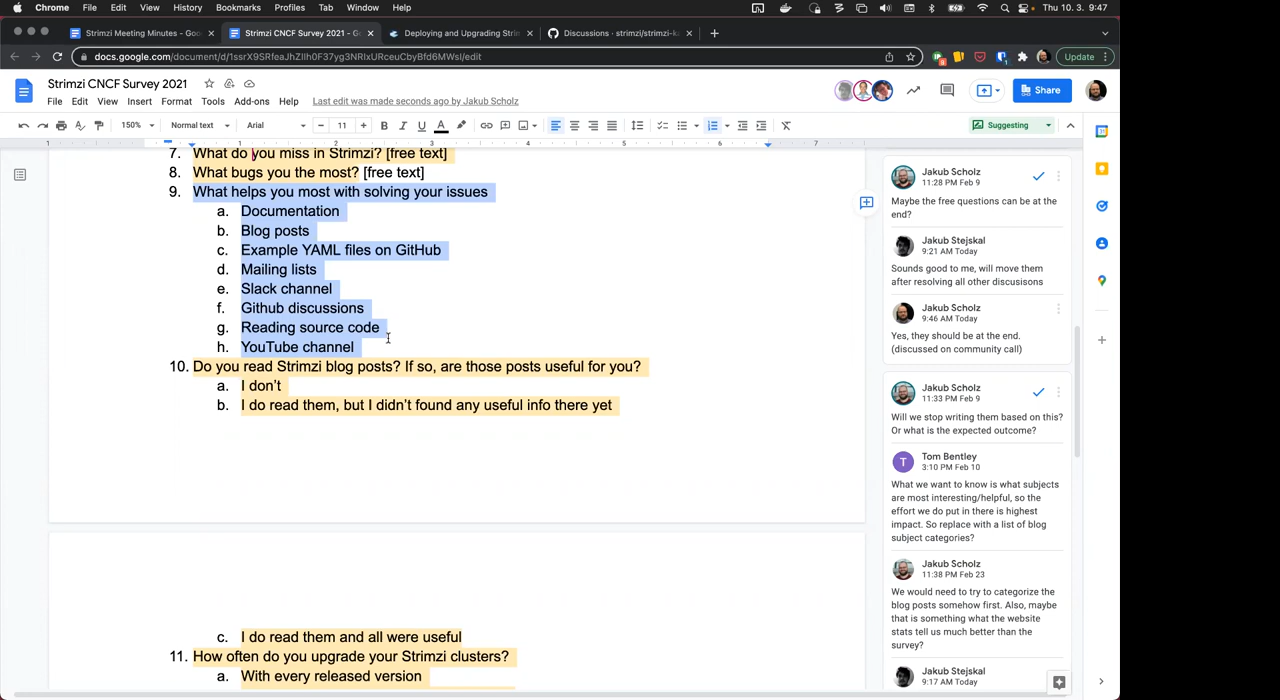 Chrome File Edit View History Bookmarks Profiles Tab Window Help Thu 10. 3. 9:47
Strimzi Meeting Minutes - Goo
Strimzi CNCF Survey 2021 - G
Deploying and Upgrading Strim
Discussions · strimzi/strimzi-k
docs.google.com/document/d/1ssrX9SRfeaJhZIlh0F37yg3NRIxURceuCbyBfd6MWsI/edit
Update
Strimzi CNCF Survey 2021
File Edit View Insert Format Tools Add-ons Help Last edit was made seconds ago by Jakub Scholz
Share
150% Normal text Arial 11 Suggesting
1 1 2 3 4 5 6 7
7. What do you miss in Strimzi? [free text]
8. What bugs you the most? [free text]
9. What helps you most with solving your issues
a. Documentation
b. Blog posts
c. Example YAML files on GitHub
d. Mailing lists
e. Slack channel
f. Github discussions
g. Reading source code
h. YouTube channel
10. Do you read Strimzi blog posts? If so, are those posts useful for you?
a. I don't
b. I do read them, but I didn't found any useful info there yet
c. I do read them and all were useful
11. How often do you upgrade your Strimzi clusters?
a. With every released version
Jakub Scholz
11:28 PM Feb 9
Maybe the free questions can be at the
end?
Jakub Stejskal
9:21 AM Today
Sounds good to me, will move them
after resolving all other discusisons
Jakub Scholz
9:46 AM Today
Yes, they should be at the end.
(discussed on community call)
Jakub Scholz
11:33 PM Feb 9
Will we stop writing them based on this?
Or what is the expected outcome?
T
Tom Bentley
3:10 PM Feb 10
What we want to know is what subjects
are most interesting/helpful, so the
effort we do put in there is highest
impact. So replace with a list of blog
subject categories?
Jakub Scholz
11:38 PM Feb 23
We would need to try to categorize the
blog posts somehow first. Also, maybe
that is something what the website
stats tell us much better than the
survey?
Jakub Stejskal
9:17 AM Today